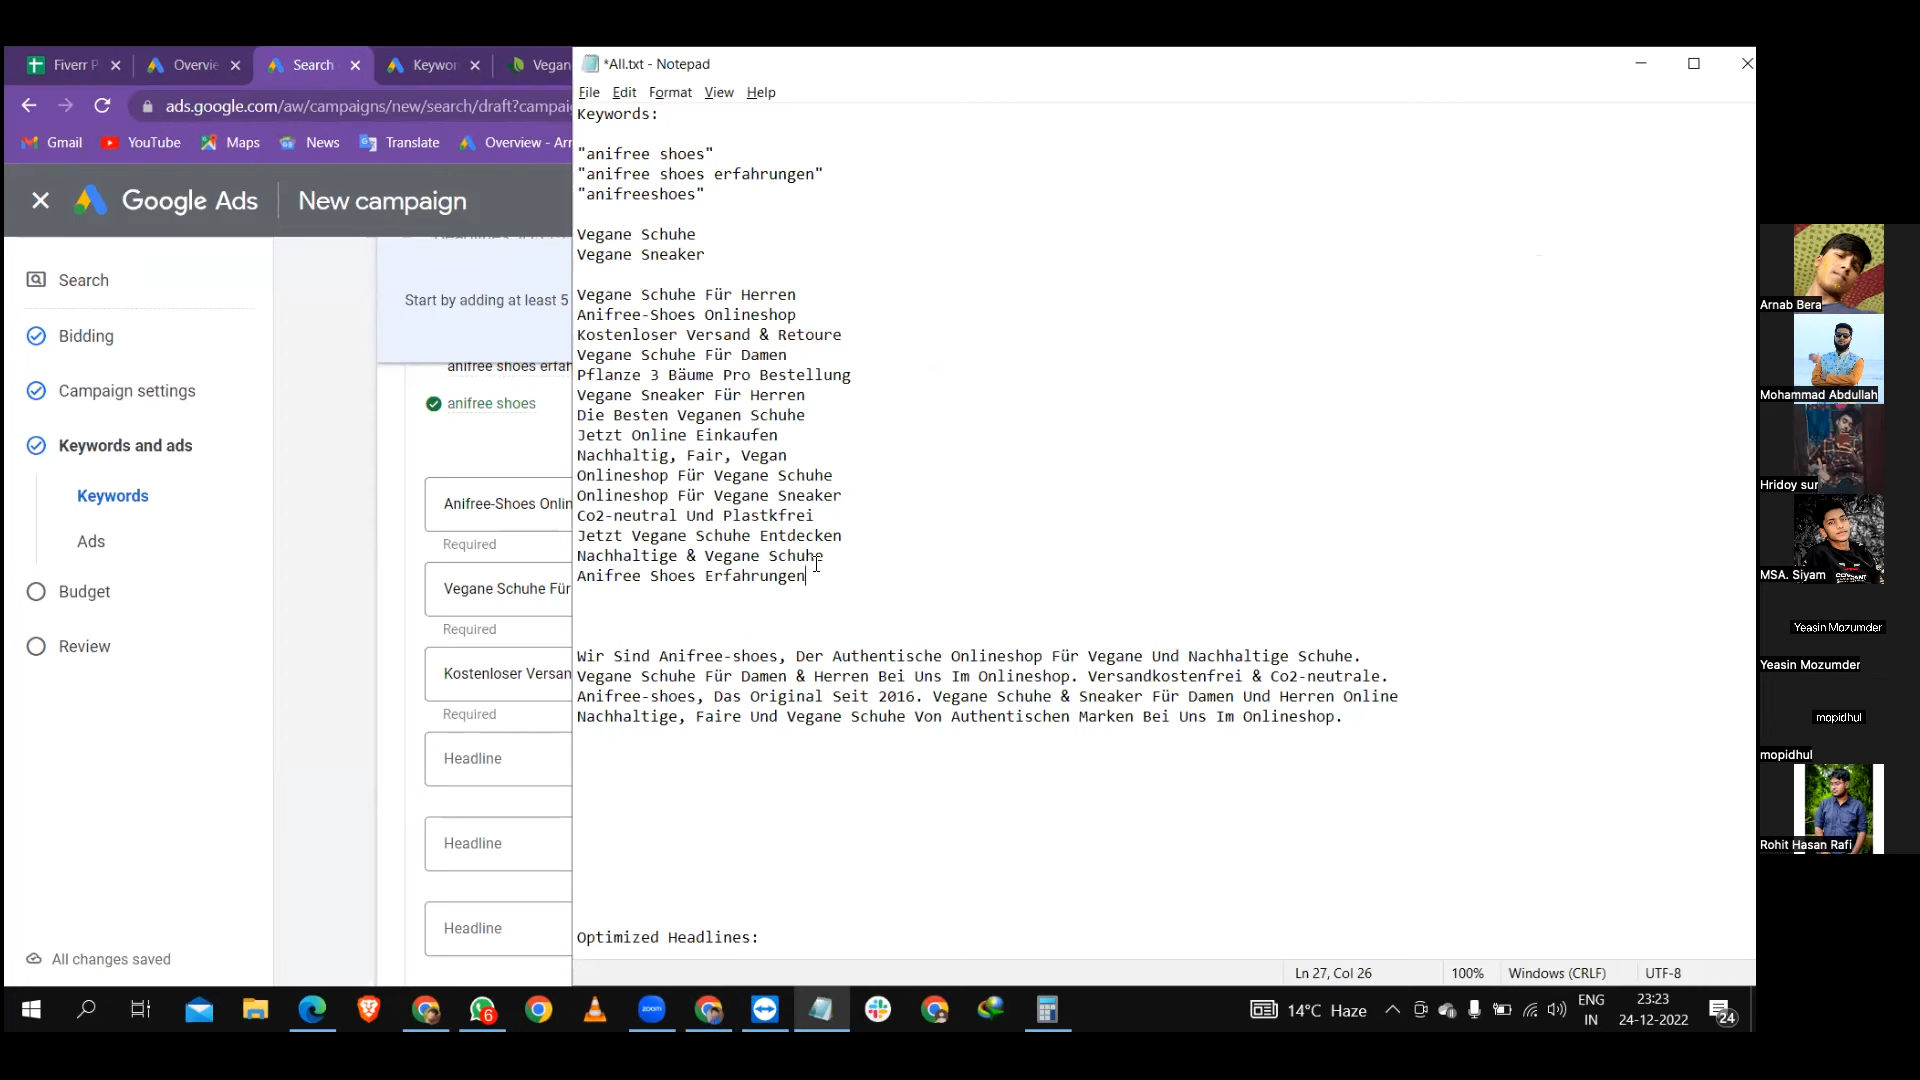 Fiverr P
Overvie
Search
Keywor
Vegan
*All.txt - Notepad
ads.google.com/aw/campaigns/new/search/draft?campai
File Edit Format View Help
Gmail YouTube Maps News Translate Overview - Arr
Google Ads New campaign
Search
Bidding
Campaign settings
Keywords and ads
Keywords
Ads
Budget
Review
All changes saved
Start by adding at least 5
anifree shoes erfah
anifree shoes
Anifree-Shoes Onlin
Required
Vegane Schuhe Für
Required
Kostenloser Versan
Required
Headline
Headline
Headline
Keywords:
"anifree shoes"
"anifree shoes erfahrungen"
"anifreeshoes"
Vegane Schuhe
Vegane Sneaker
Vegane Schuhe Für Herren
Anifree-Shoes Onlineshop
Kostenloser Versand & Retoure
Vegane Schuhe Für Damen
Pflanze 3 Bäume Pro Bestellung
Vegane Sneaker Für Herren
Die Besten Veganen Schuhe
Jetzt Online Einkaufen
Nachhaltig, Fair, Vegan
Onlineshop Für Vegane Schuhe
Onlineshop Für Vegane Sneaker
Co2-neutral Und Plastkfrei
Jetzt Vegane Schuhe Entdecken
Nachhaltige & Vegane Schuhe
Anifree Shoes Erfahrungen
Wir Sind Anifree-shoes, Der Authentische Onlineshop Für Vegane Und Nachhaltige Schuhe.
Vegane Schuhe Für Damen & Herren Bei Uns Im Onlineshop. Versandkostenfrei & Co2-neutrale.
Anifree-shoes, Das Original Seit 2016. Vegane Schuhe & Sneaker Für Damen Und Herren Online
Nachhaltige, Faire Und Vegane Schuhe Von Authentischen Marken Bei Uns Im Onlineshop.
Optimized Headlines:
Ln 27, Col 26 100% Windows (CRLF) UTF-8
Arnab Bera
Mohammad Abdullah
Hridoy sur
MSA. Siyam
Yeasin Mozumder
Yeasin Mozumder
mopidhul
mopidhul
Rohit Hasan Rafi
zoom
6
14°C Haze
ENG
IN
23:23
24-12-2022
24